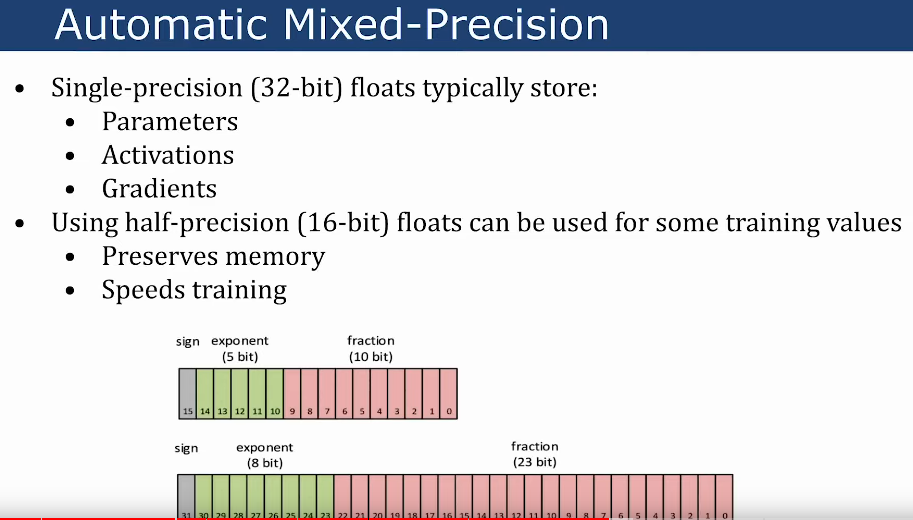 Automatic Mixed-Precision
• Single-precision (32-bit) floats typically store:
• Parameters
• Activations
• Gradients
• Using half-precision (16-bit) floats can be used for some training values
• Preserves memory
• Speeds training
sign exponent fraction
(5 bit) (10 bit)
15 14 13 12 11 10 9 8 7 6 5 4 3 2 1 0
sign exponent fraction
(8 bit) (23 bit)
31 30 29 28 27 26 25 24 23 22 21 20 19 18 17 16 15 14 13 12 11 10 9 8 7 6 5 4 3 2 1 0